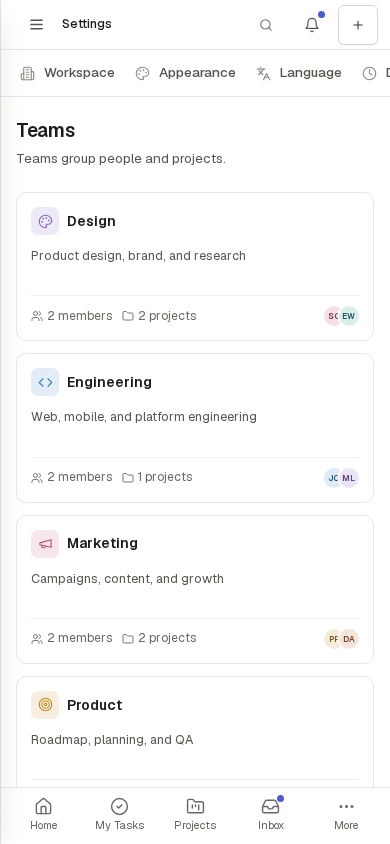 Settings
Workspace Appearance Language
Teams
Teams group people and projects.
Design
Product design, brand, and research
2 members 2 projects EW
Engineering
Web, mobile, and platform engineering
2 members 1 projects ML
Marketing
Campaigns, content, and growth
2 members 2 projects DA
Product
Roadmap, planning, and QA
Home My Tasks Projects Inbox More